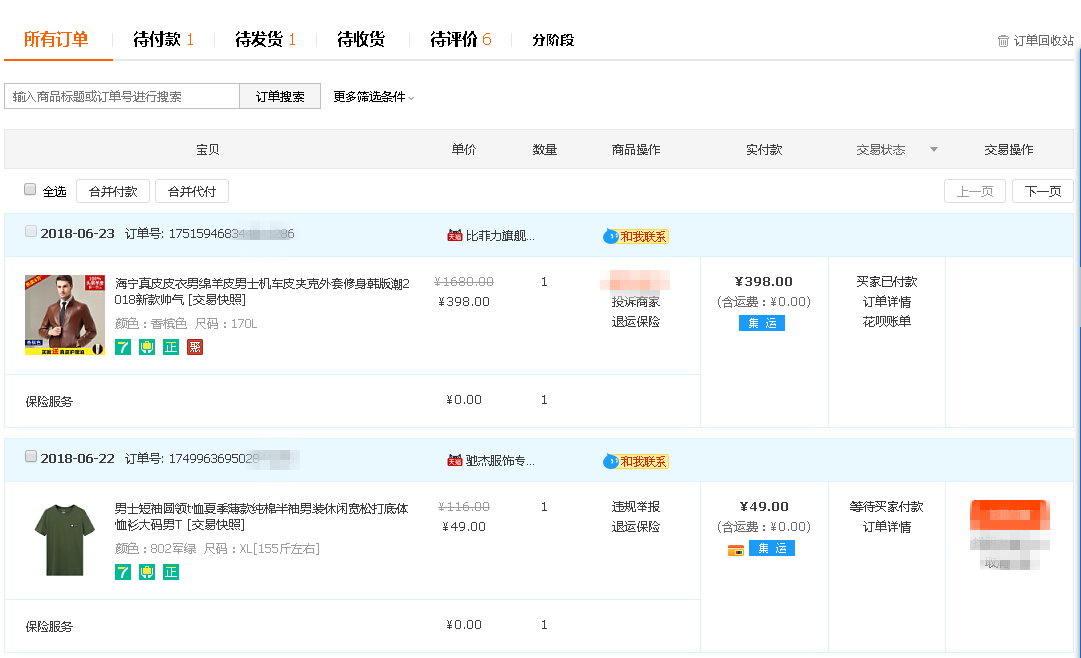 所有订单 待付款 1 待发货 1 待收货 待评价 6 分阶段 订单回收站
输入商品标题或订单号进行搜索 订单搜索 更多筛选条件
宝贝 单价 数量 商品操作 实付款 交易状态 交易操作
全选 合并付款 合并代付 上一页 下一页
2018-06-23 订单号: 1751594683 天猫 比菲力旗舰... 和我联系
海宁真皮皮衣男绵羊皮男士机车皮夹克外套修身韩版潮2 ¥1680.00 1 ¥398.00 买家已付款
018新款帅气 [交易快照] ¥398.00 投诉商家 (含运费：¥0.00) 订单详情
颜色：香槟色 尺码：170L 退运保险 集 运 花呗账单
7 正 聚
保险服务 ¥0.00 1
2018-06-22 订单号: 1749963695028 天猫 驰杰服饰专... 和我联系
男士短袖圆领t恤夏季薄款纯棉半袖男装休闲宽松打底体 ¥116.00 1 违规举报 ¥49.00 等待买家付款
恤衫大码男T [交易快照] ¥49.00 退运保险 (含运费：¥0.00) 订单详情
颜色：802军绿 尺码：XL[155斤左右] 集 运
7 正
保险服务 ¥0.00 1